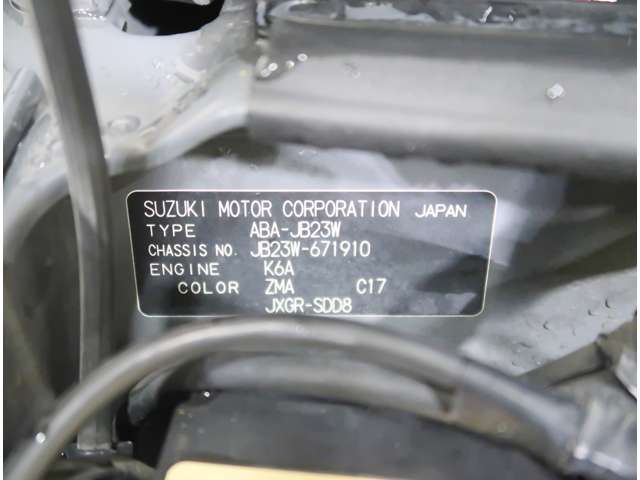 SUZUKI MOTOR CORPORATION JAPAN
TYPE ABA-JB23W
CHASSIS NO. JB23W-671910
ENGINE K6A
COLOR ZMA C17
JXGR-SDD8